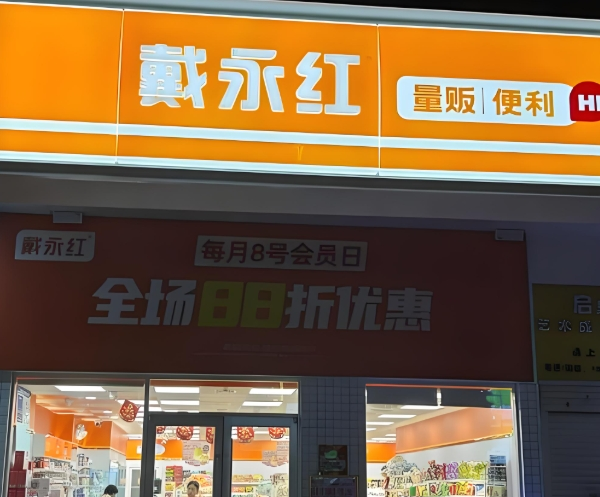 戴永红
量贩 便利
戴永红
每月8号会员日
全场88折优惠